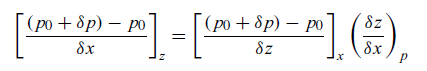 [((p₀ + δp) − p₀)/δx]_z = [((p₀ + δp) − p₀)/δz]_x (δz/δx)_p